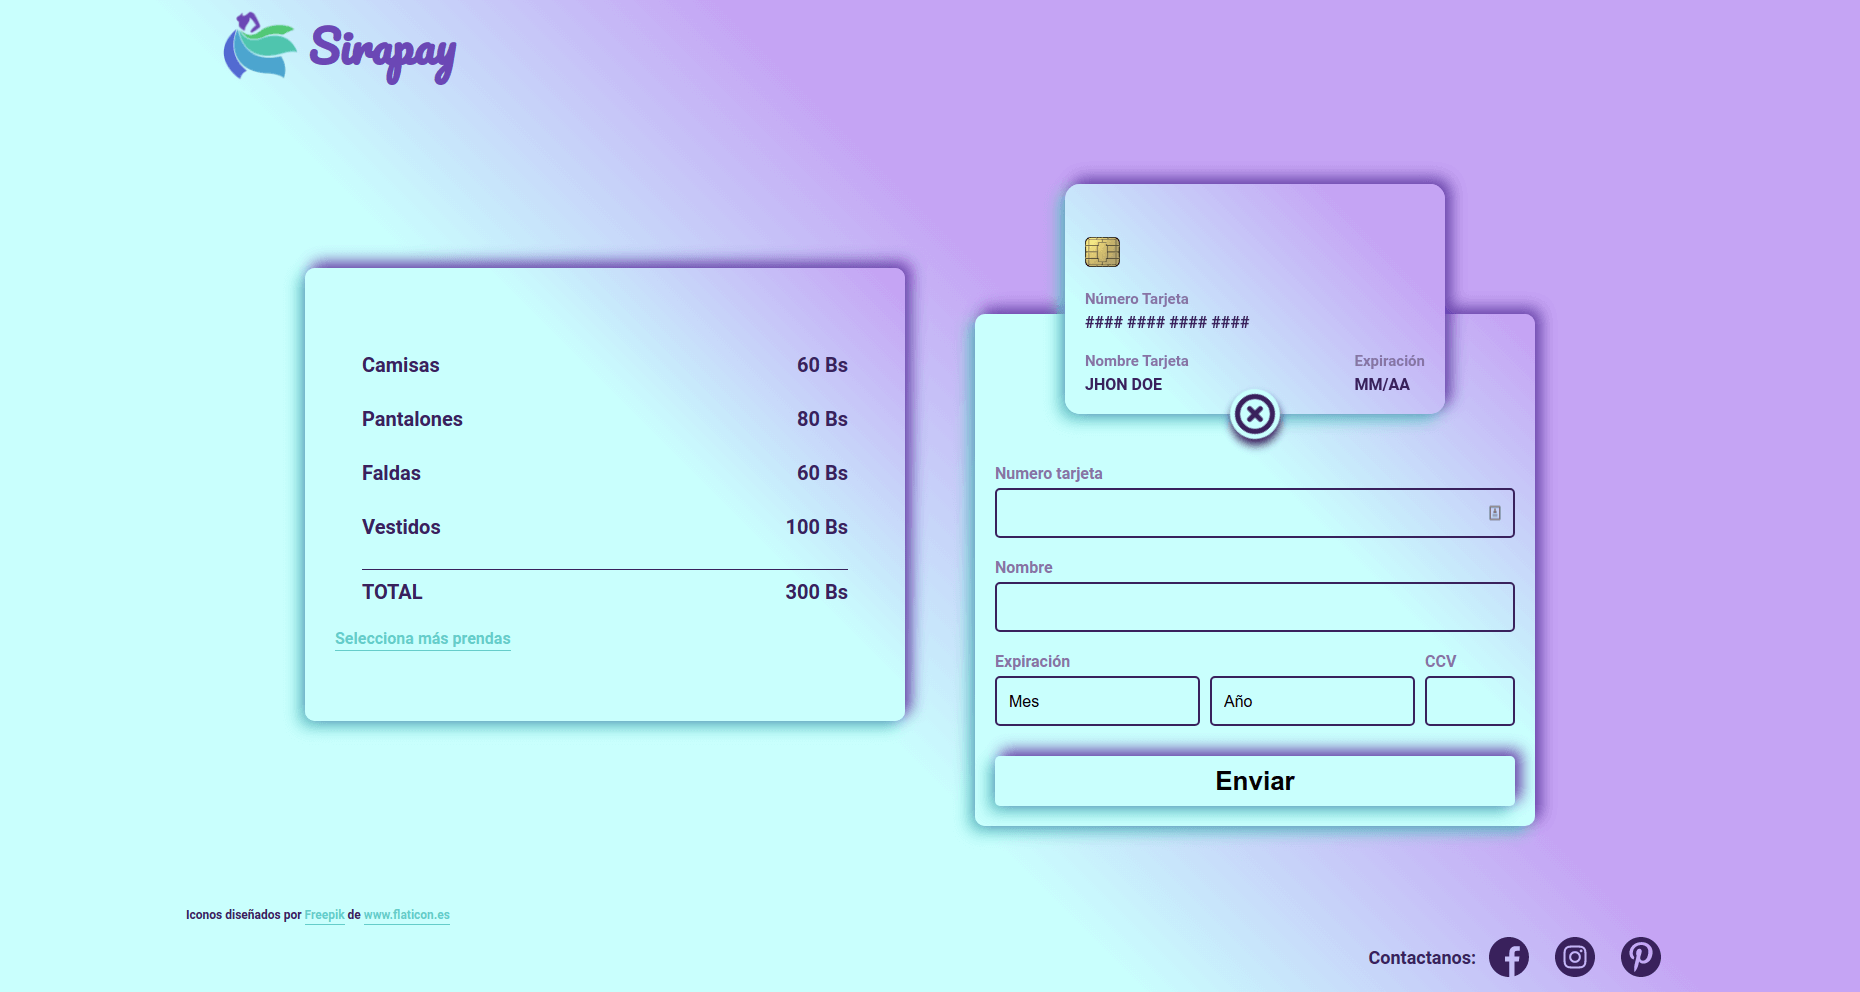 Sirapay
Camisas 60 Bs
Pantalones 80 Bs
Faldas 60 Bs
Vestidos 100 Bs
TOTAL 300 Bs
Selecciona más prendas
Número Tarjeta
#### #### #### ####
Nombre Tarjeta Expiración
JHON DOE MM/AA
Numero tarjeta
Nombre
Expiración CCV
Mes Año
Enviar
Iconos diseñados por Freepik de www.flaticon.es
Contactanos: